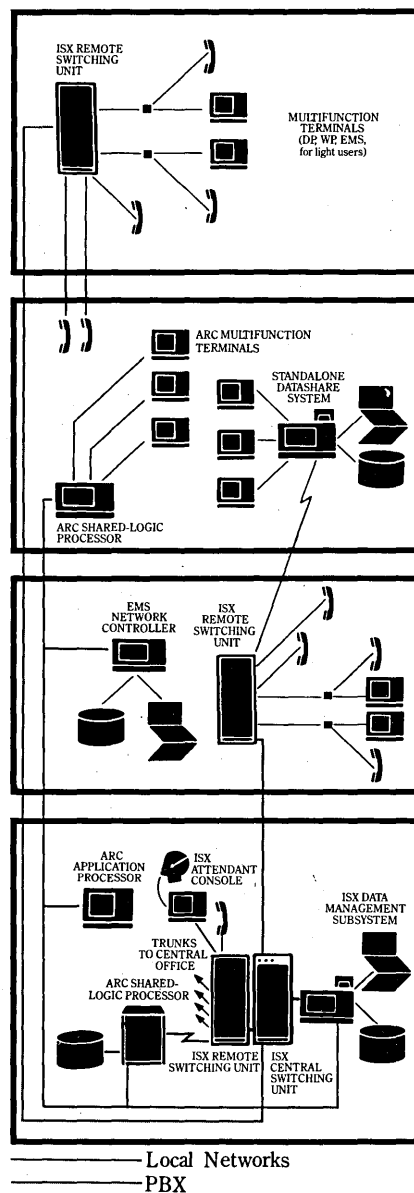 ISX REMOTE
SWITCHING
UNIT
MULTIFUNCTION
TERMINALS
(DP, WP, EMS,
for light users)
ARC MULTIFUNCTION
TERMINALS
STANDALONE
DATASHARE
SYSTEM
ARC SHARED-LOGIC
PROCESSOR
EMS
NETWORK
CONTROLLER
ISX
REMOTE
SWITCHING
UNIT
ARC
APPLICATION
PROCESSOR
ISX
ATTENDANT
CONSOLE
ISX DATA
MANAGEMENT
SUBSYSTEM
TRUNKS
TO CENTRAL
OFFICE
ARC SHARED-
LOGIC PROCESSOR
ISX REMOTE
SWITCHING UNIT
ISX
CENTRAL
SWITCHING
UNIT
Local Networks
PBX